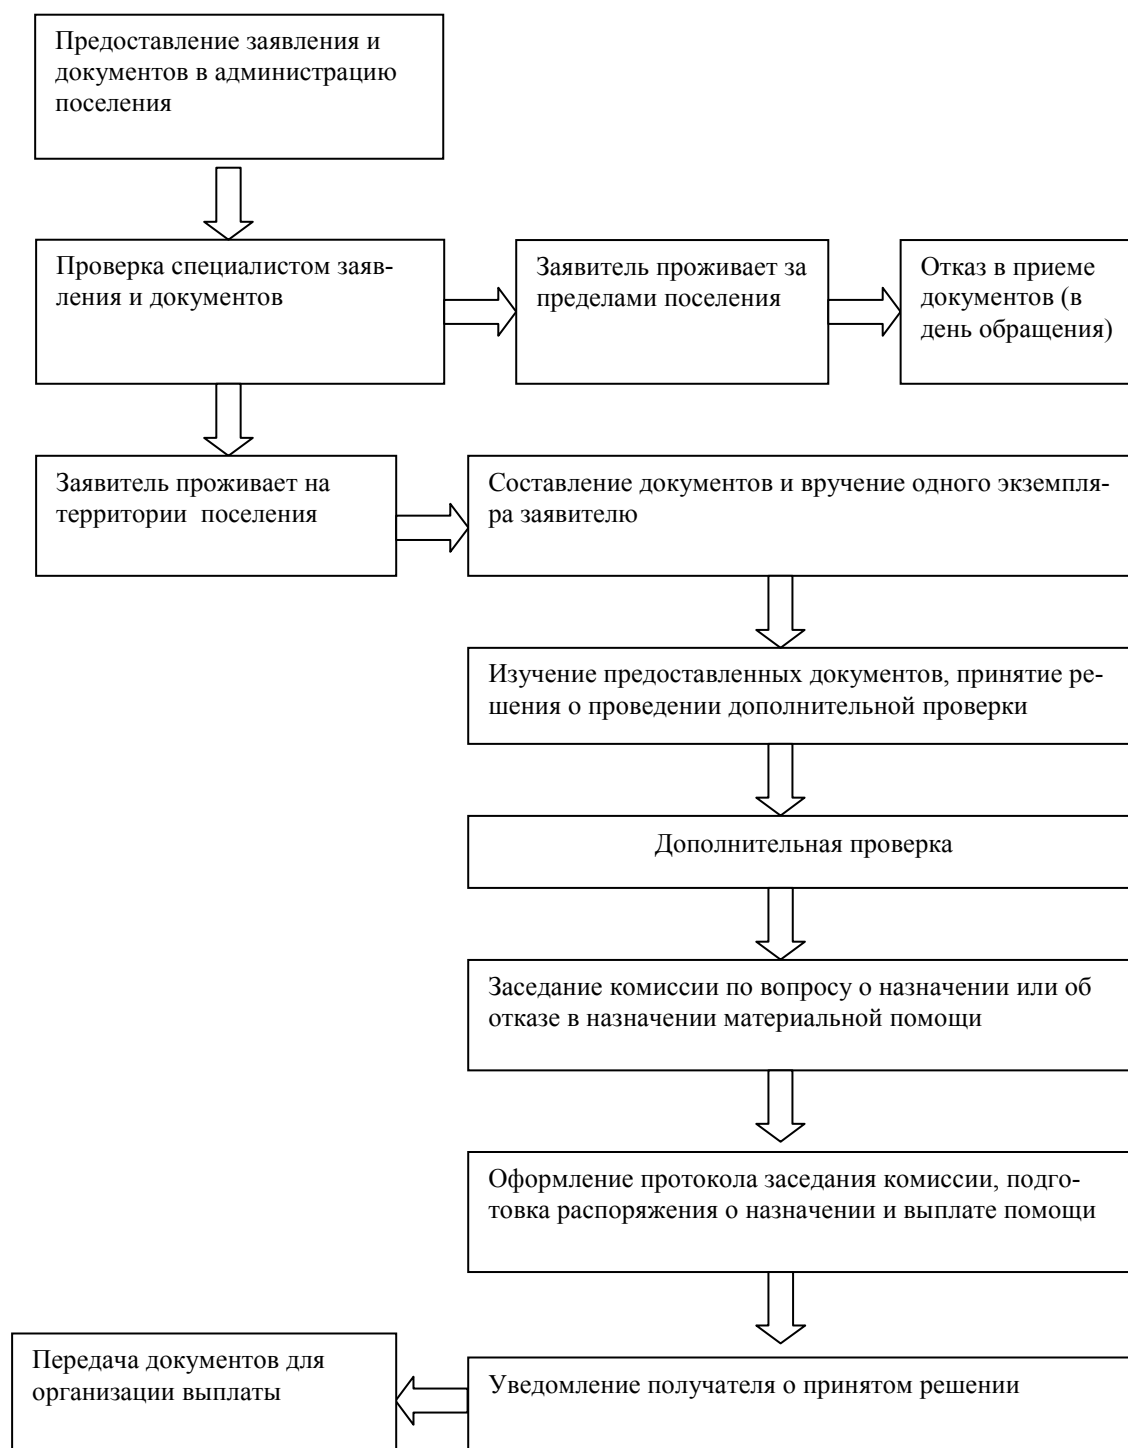 Предоставление заявления и
документов в администрацию
поселения
Проверка специалистом заяв-
ления и документов
Заявитель проживает за
пределами поселения
Отказ в приеме
документов (в
день обращения)
Заявитель проживает на
территории  поселения
Составление документов и вручение одного экземпля-
ра заявителю
Изучение предоставленных документов, принятие ре-
шения о проведении дополнительной проверки
Дополнительная проверка
Заседание комиссии по вопросу о назначении или об
отказе в назначении материальной помощи
Оформление протокола заседания комиссии, подго-
товка распоряжения о назначении и выплате помощи
Уведомление получателя о принятом решении
Передача документов для
организации выплаты